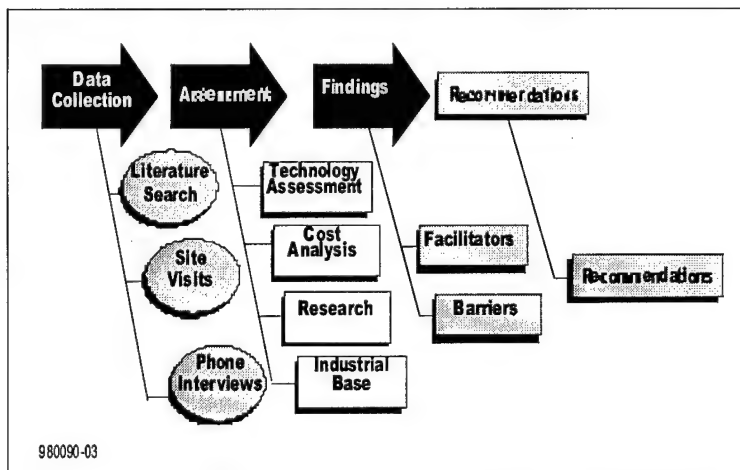 Data
Collection
Assessment
Findings
Recommendations
Literature
Search
Technology
Assessment
Cost
Analysis
Facilitators
Site
Visits
Recommendations
Research
Barriers
Phone
Interviews
Industrial
Base
980090-03